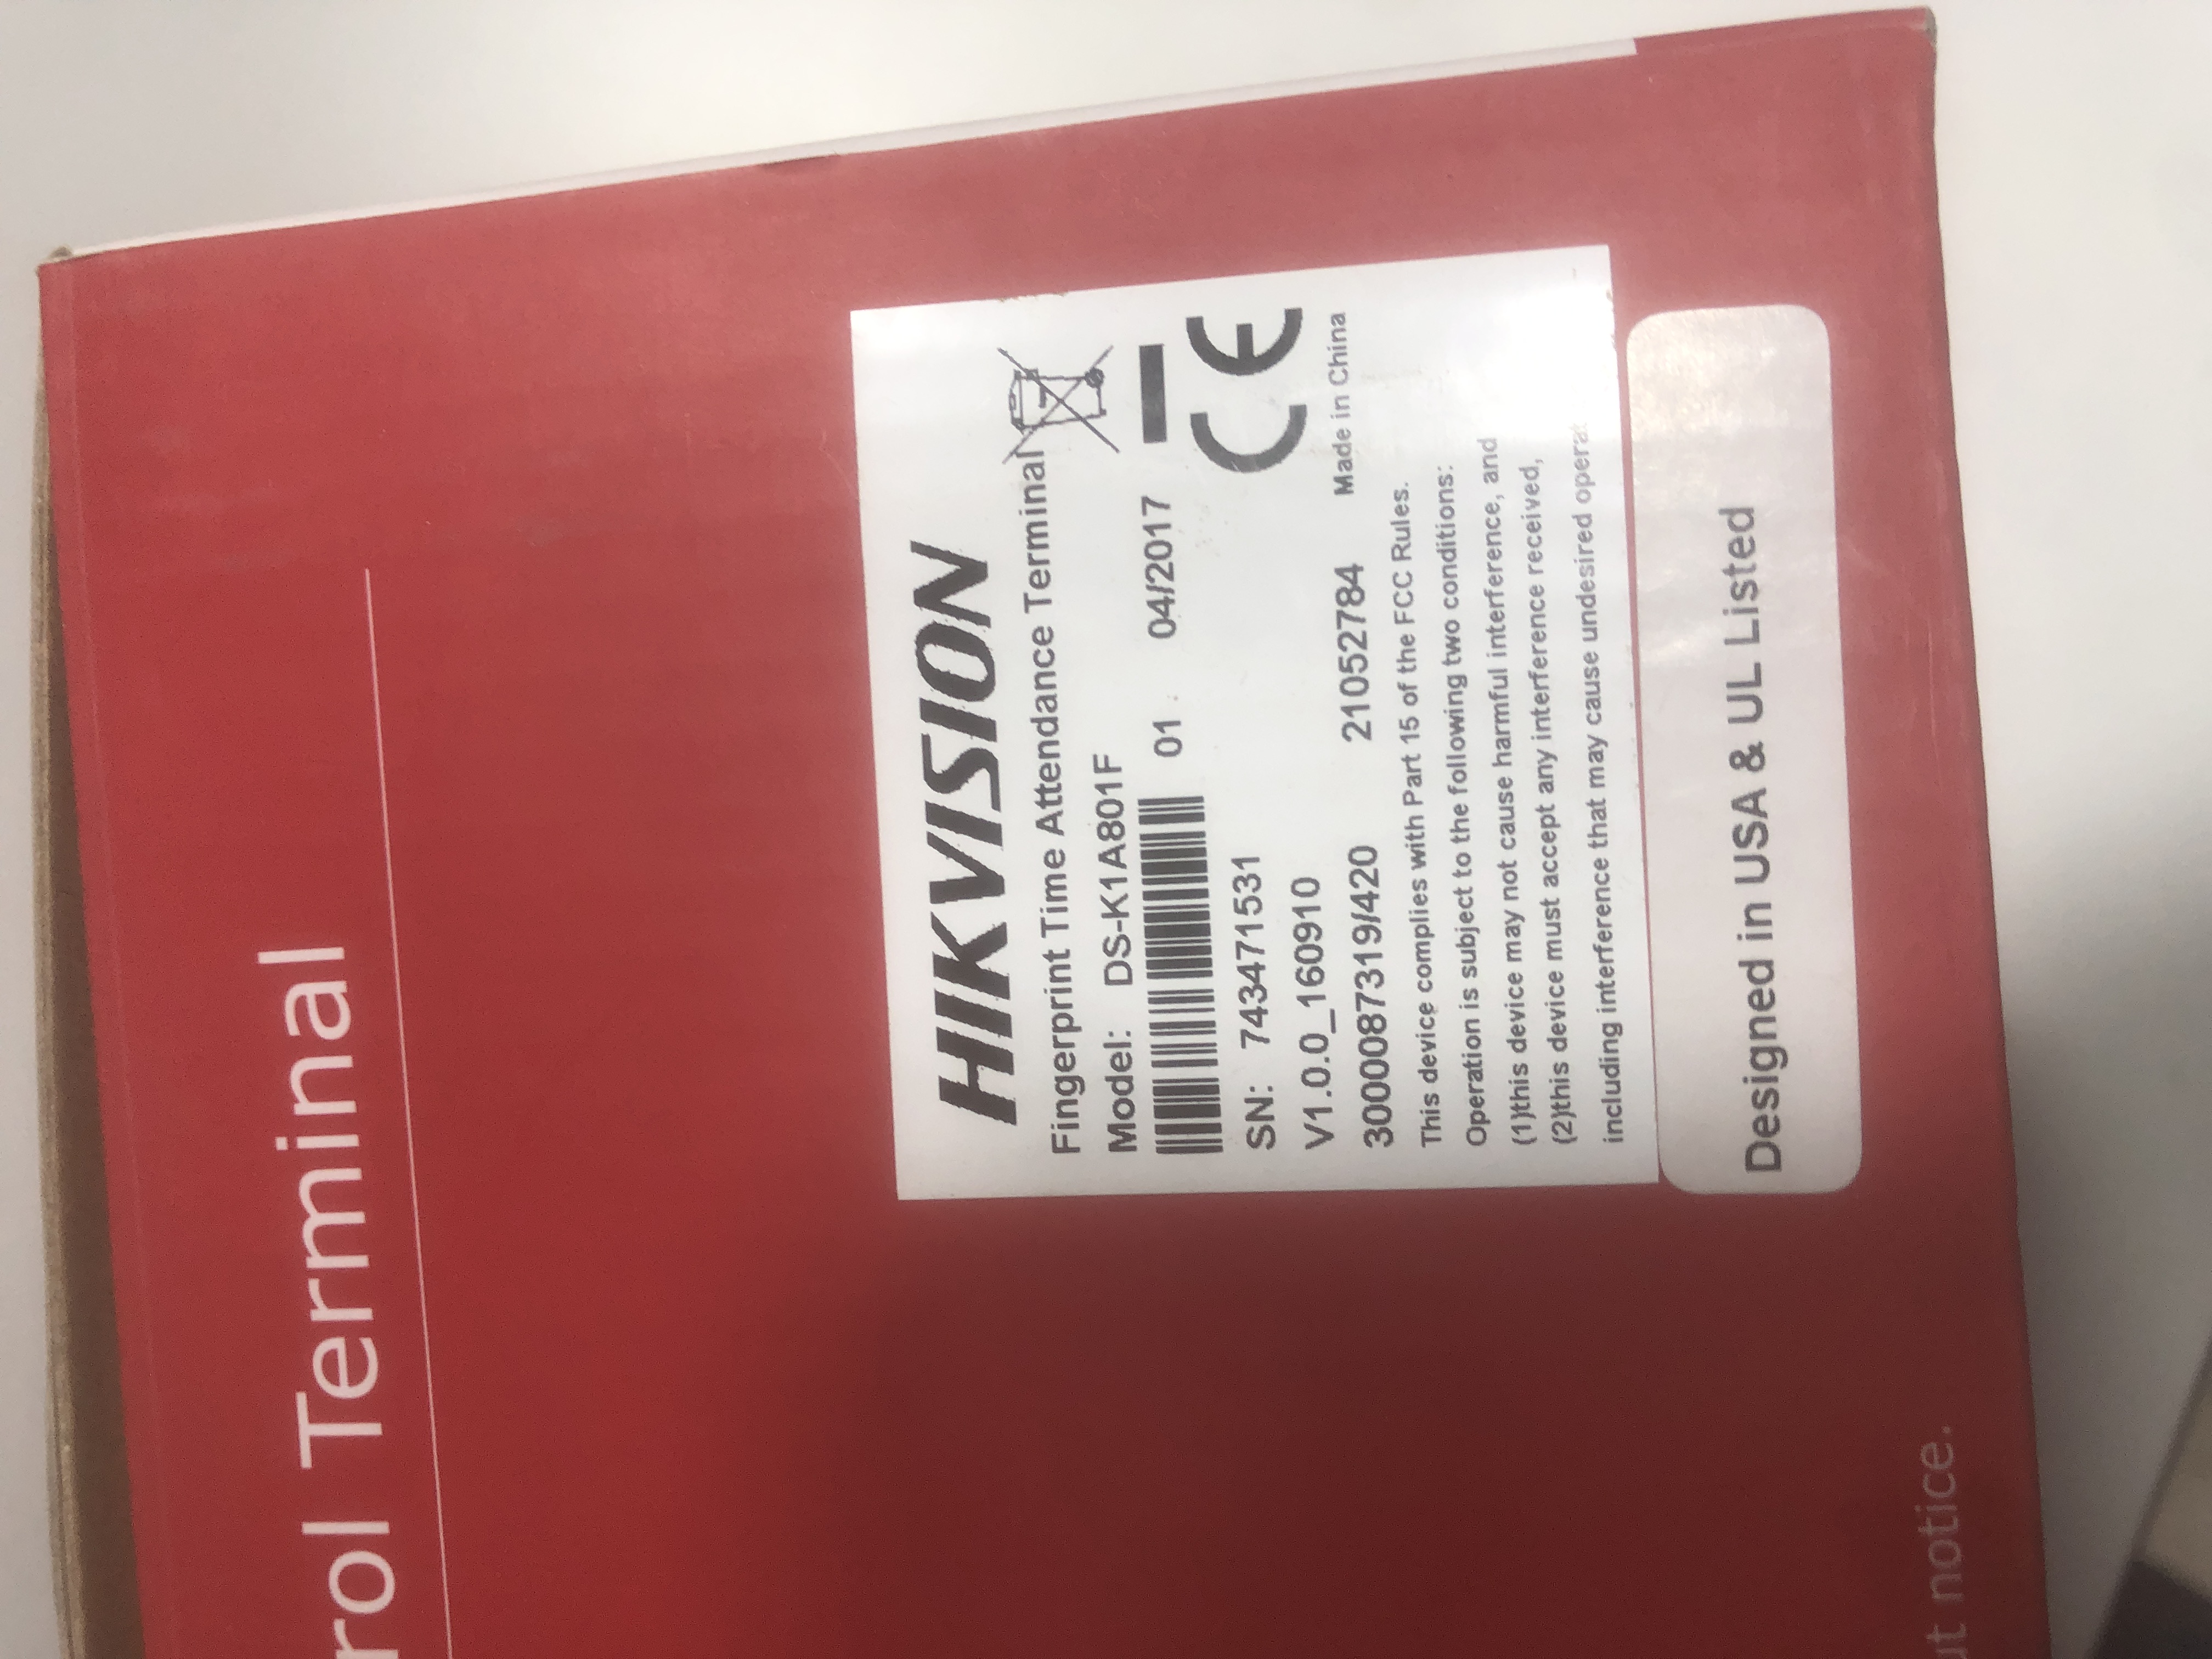 rol Terminal
HIKVISION
Fingerprint Time Attendance Terminal
Model: DS-K1A801F
01 04/2017
SN: 743471531
V1.0.0_160910
CE
300087319/420 21052784 Made in China
This device complies with Part 15 of the FCC Rules.
Operation is subject to the following two conditions:
(1)this device may not cause harmful interference, and
(2)this device must accept any interference received,
including interference that may cause undesired operat
Designed in USA & UL Listed
ut notice.